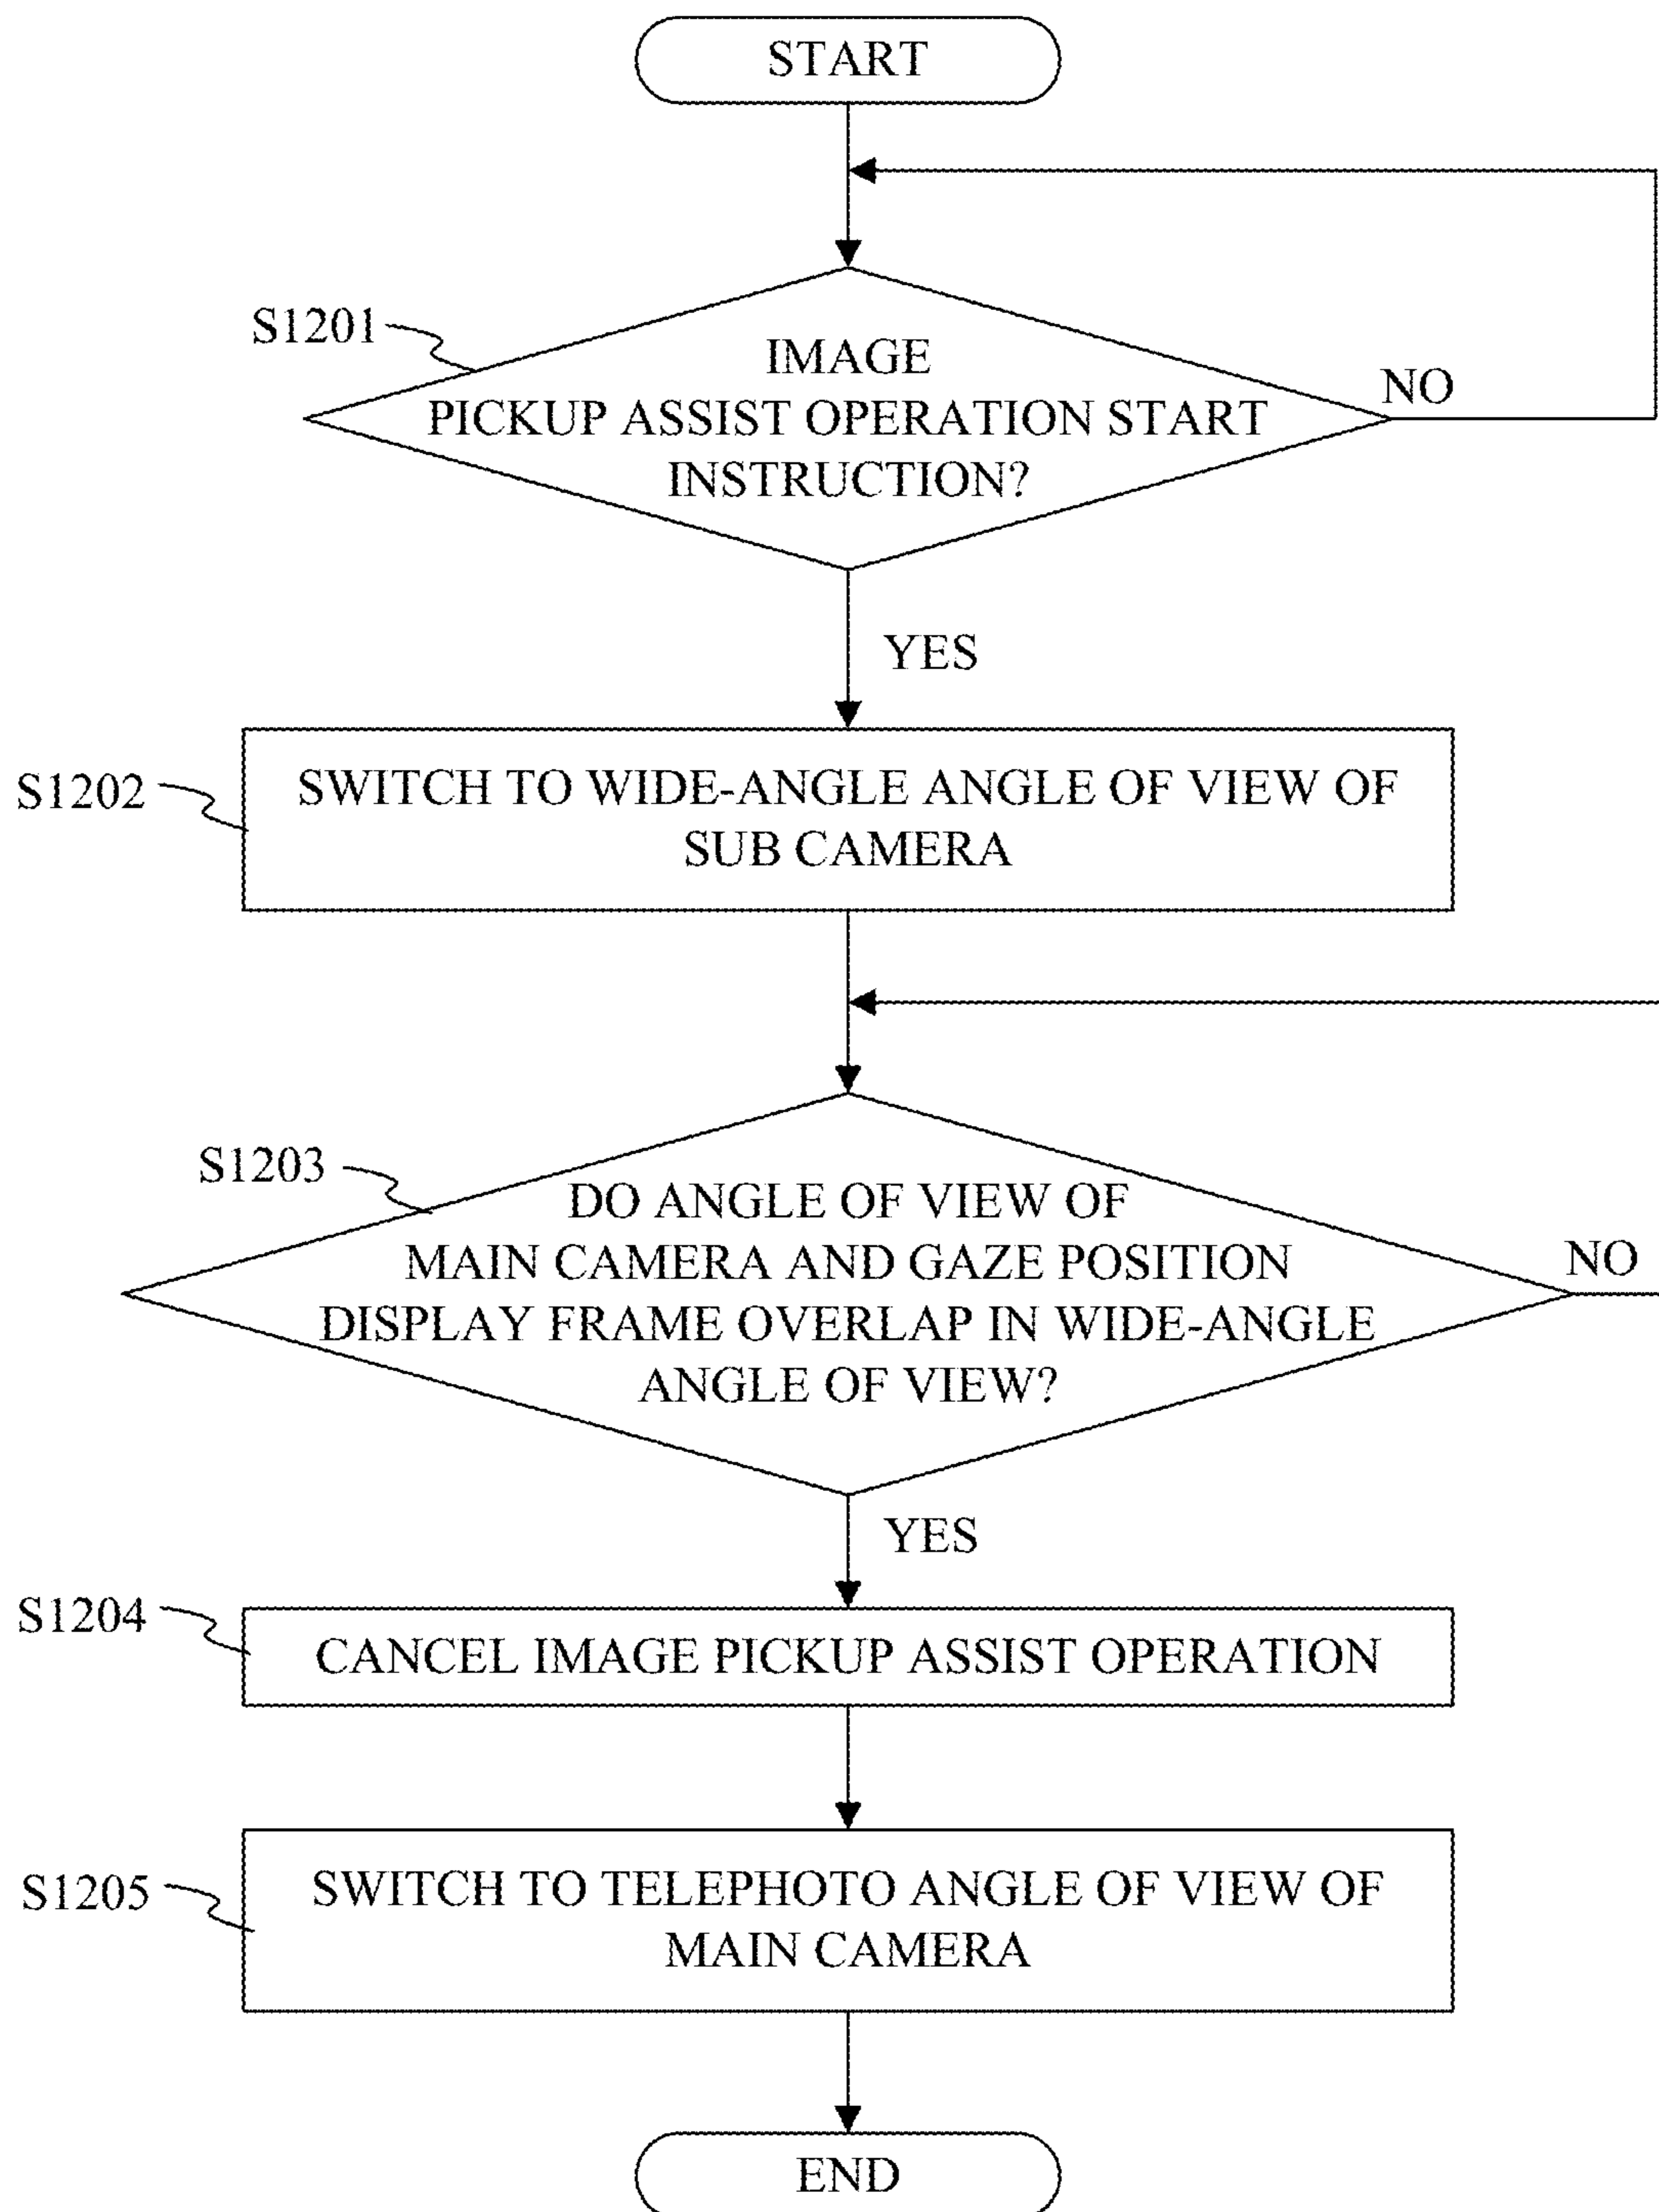 START
S1201
IMAGE
PICKUP ASSIST OPERATION START
INSTRUCTION?
NO
YES
S1202
SWITCH TO WIDE-ANGLE ANGLE OF VIEW OF
SUB CAMERA
S1203
DO ANGLE OF VIEW OF
MAIN CAMERA AND GAZE POSITION
DISPLAY FRAME OVERLAP IN WIDE-ANGLE
ANGLE OF VIEW?
NO
YES
S1204
CANCEL IMAGE PICKUP ASSIST OPERATION
S1205
SWITCH TO TELEPHOTO ANGLE OF VIEW OF
MAIN CAMERA
END